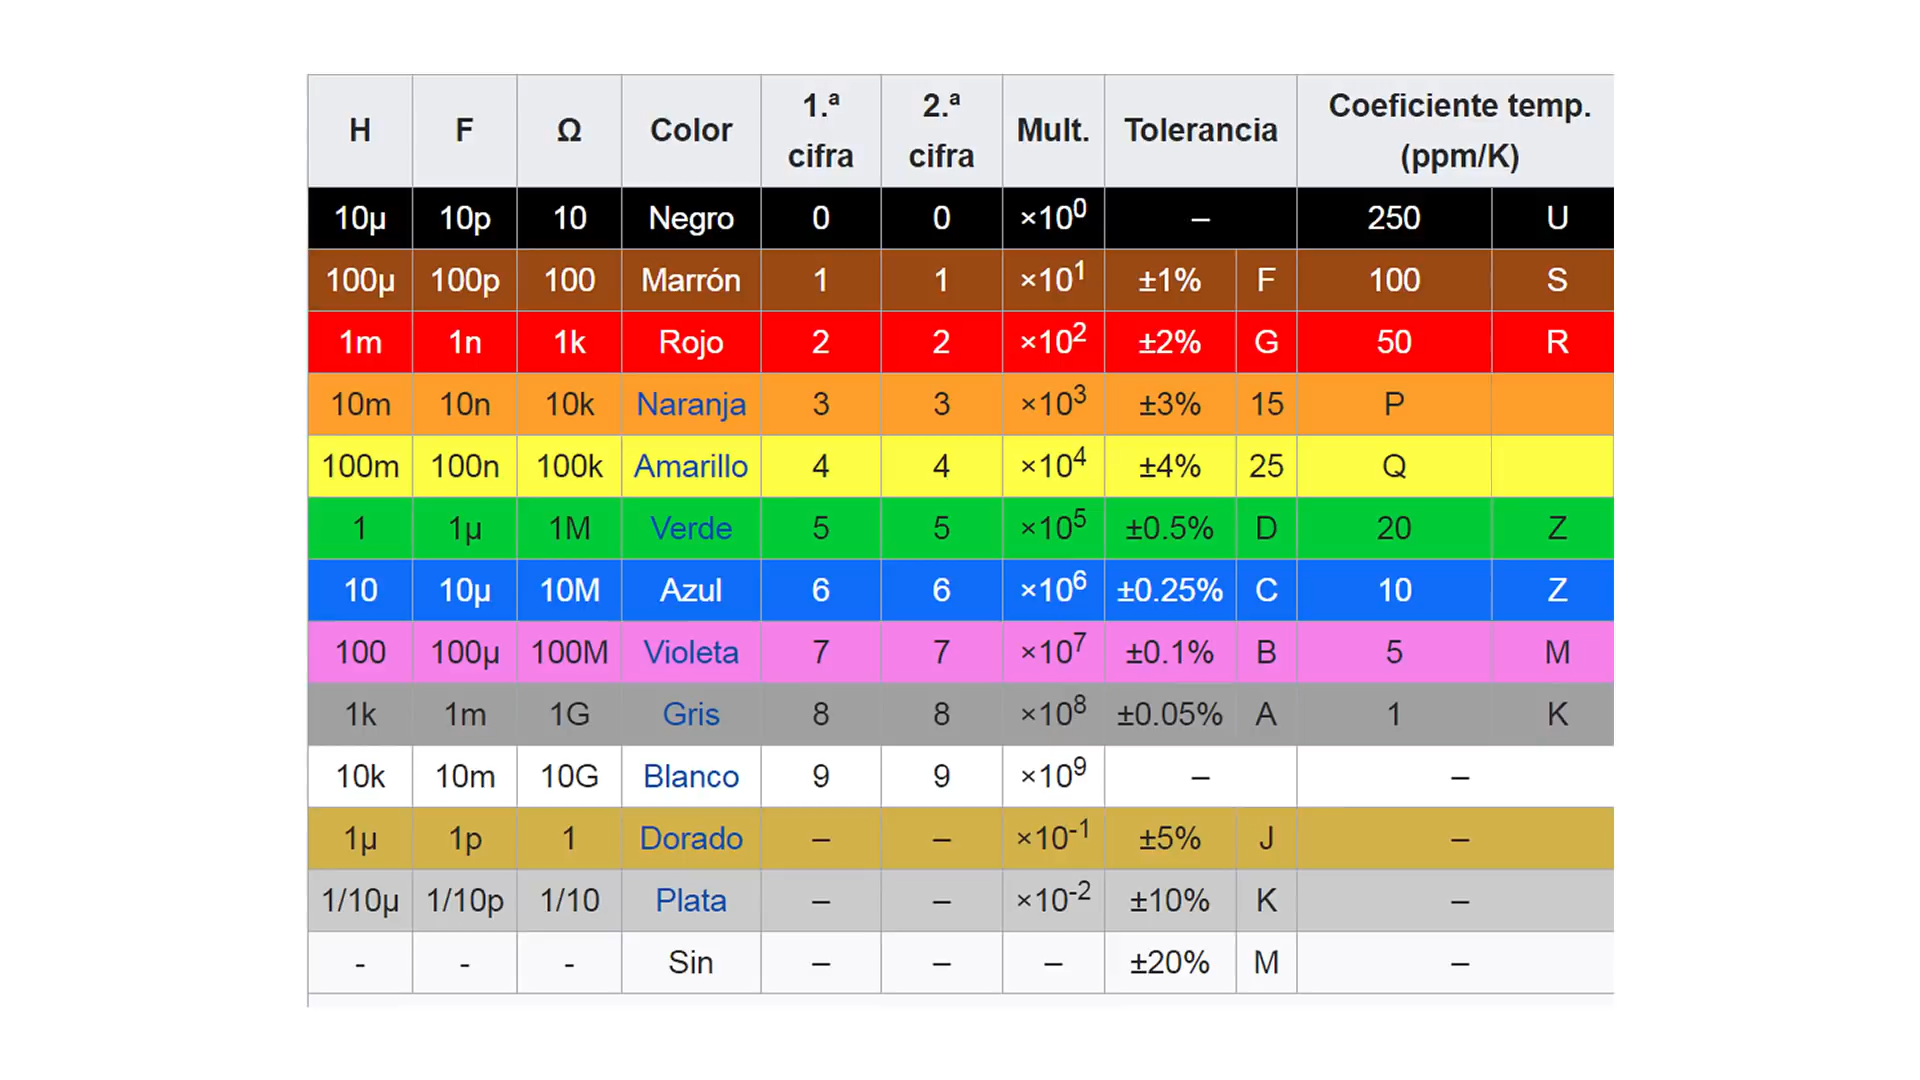 H F Ω Color 1.ª cifra 2.ª cifra Mult. Tolerancia Coeficiente temp. (ppm/K)
10µ 10p 10 Negro 0 0 ×10⁰ – 250 U
100µ 100p 100 Marrón 1 1 ×10¹ ±1% F 100 S
1m 1n 1k Rojo 2 2 ×10² ±2% G 50 R
10m 10n 10k Naranja 3 3 ×10³ ±3% 15 P
100m 100n 100k Amarillo 4 4 ×10⁴ ±4% 25 Q
1 1µ 1M Verde 5 5 ×10⁵ ±0.5% D 20 Z
10 10µ 10M Azul 6 6 ×10⁶ ±0.25% C 10 Z
100 100µ 100M Violeta 7 7 ×10⁷ ±0.1% B 5 M
1k 1m 1G Gris 8 8 ×10⁸ ±0.05% A 1 K
10k 10m 10G Blanco 9 9 ×10⁹ – –
1µ 1p 1 Dorado – – ×10⁻¹ ±5% J –
1/10µ 1/10p 1/10 Plata – – ×10⁻² ±10% K –
- - - Sin – – – ±20% M –